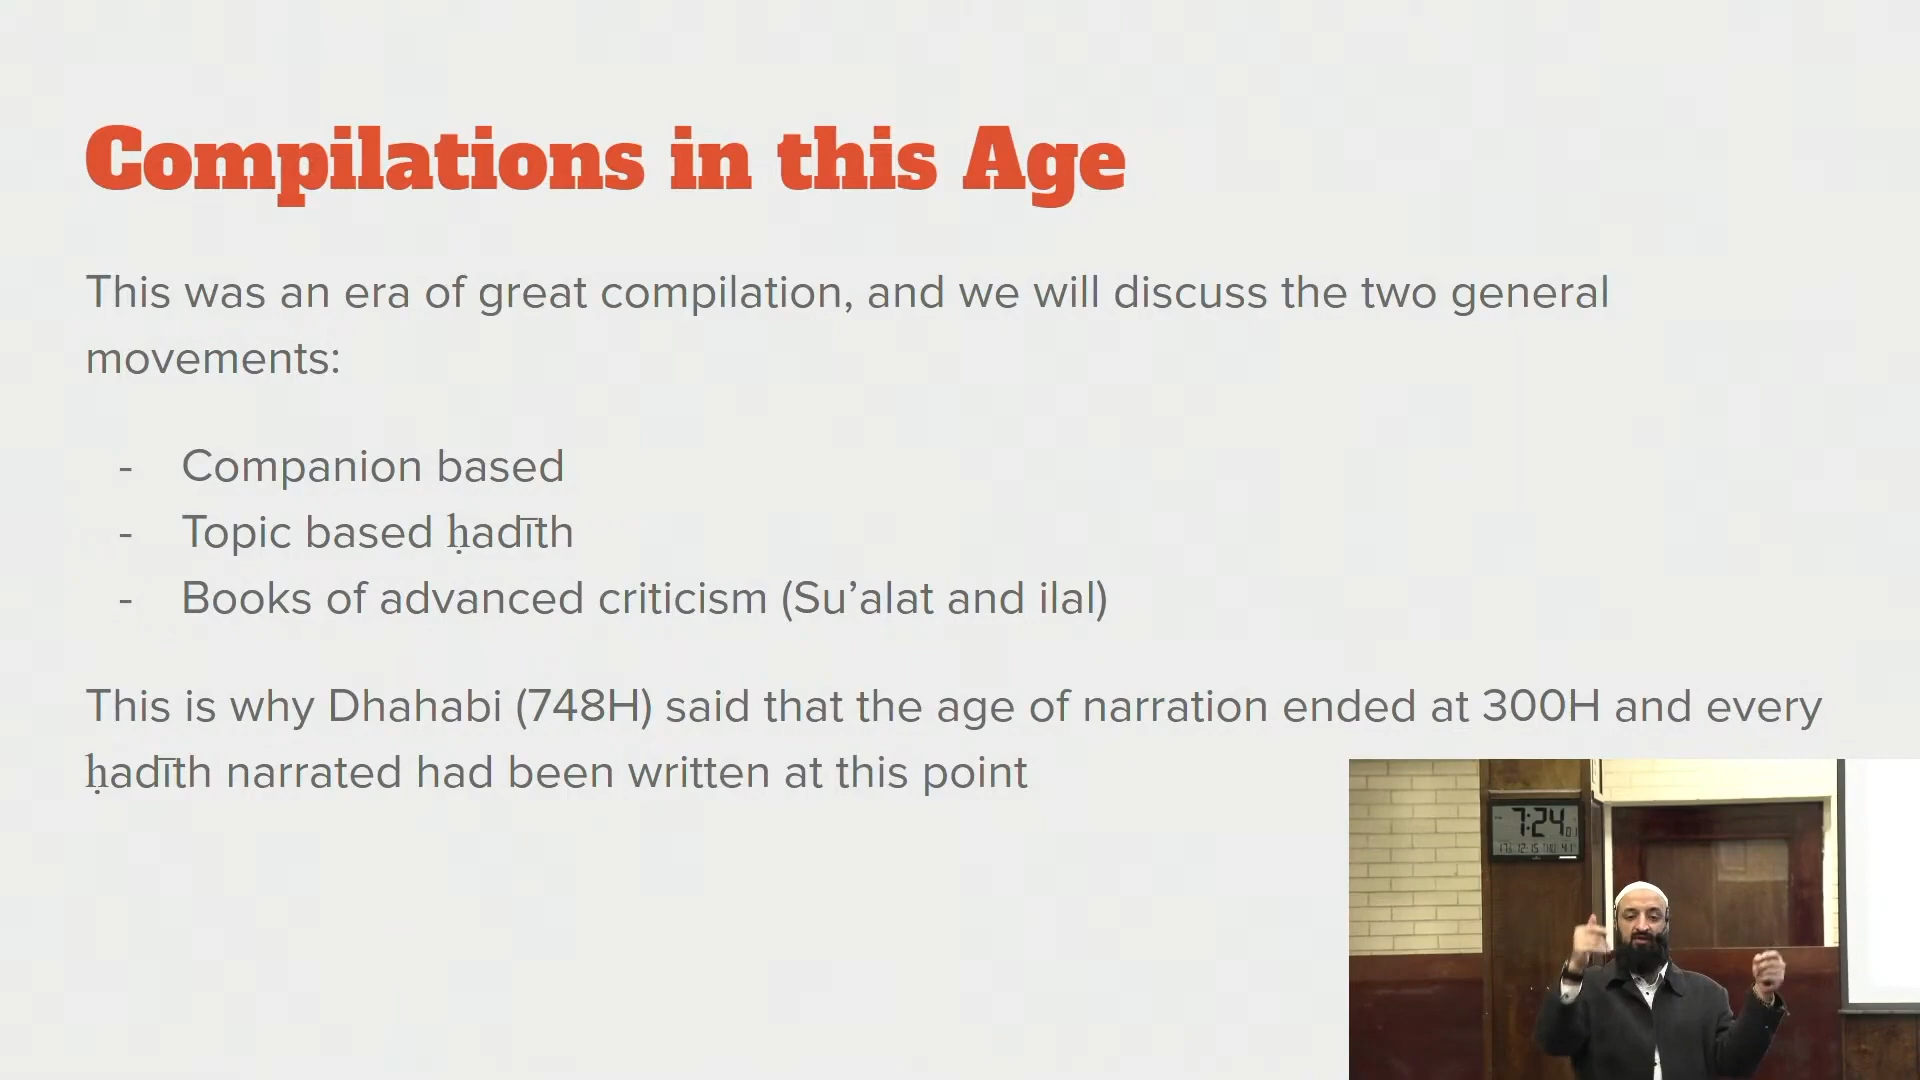 Compilations in this Age
This was an era of great compilation, and we will discuss the two general
movements:
- Companion based
- Topic based ḥadīth
- Books of advanced criticism (Su’alat and ilal)
This is why Dhahabi (748H) said that the age of narration ended at 300H and every
ḥadīth narrated had been written at this point
7:24